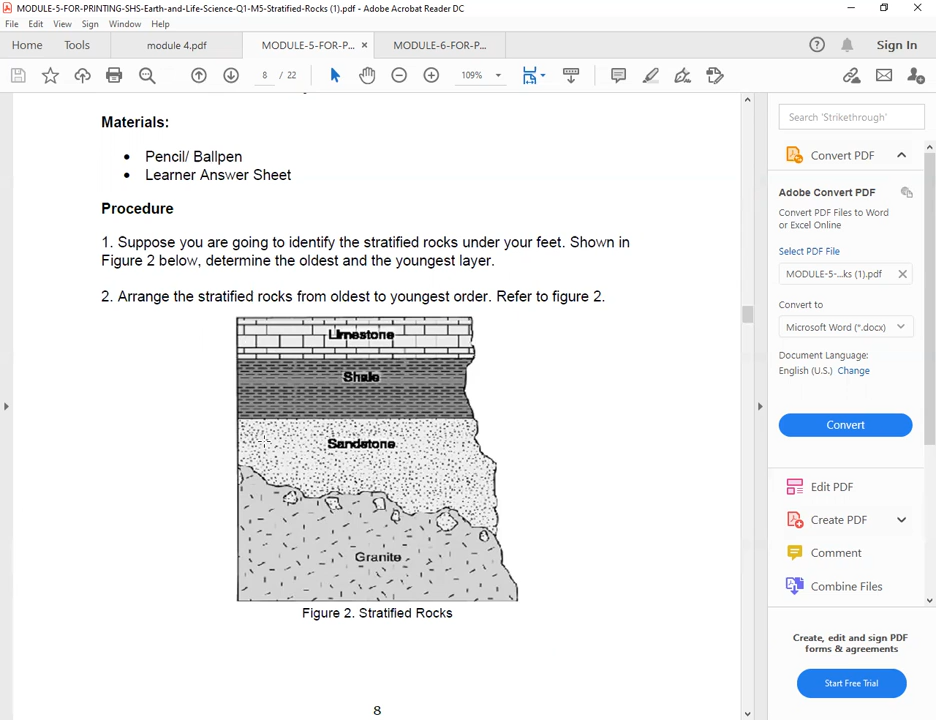 MODULE-5-FOR-PRINTING-SHS-Earth-and-Life-Science-Q1-M5-Stratified-Rocks (1).pdf - Adobe Acrobat Reader DC
File Edit View Sign Window Help
Home Tools module 4.pdf MODULE-5-FOR-P... × MODULE-6-FOR-P... Sign In
8 / 22 109%
Materials:
• Pencil/ Ballpen
• Learner Answer Sheet
Procedure
1. Suppose you are going to identify the stratified rocks under your feet. Shown in
Figure 2 below, determine the oldest and the youngest layer.
2. Arrange the stratified rocks from oldest to youngest order. Refer to figure 2.
Limestone
Shale
Sandstone
Granite
Figure 2. Stratified Rocks
8
Search 'Strikethrough'
Convert PDF
Adobe Convert PDF
Convert PDF Files to Word
or Excel Online
Select PDF File
MODULE-5-...ks (1).pdf
Convert to
Microsoft Word (*.docx)
Document Language:
English (U.S.) Change
Convert
Edit PDF
Create PDF
Comment
Combine Files
Create, edit and sign PDF
forms & agreements
Start Free Trial